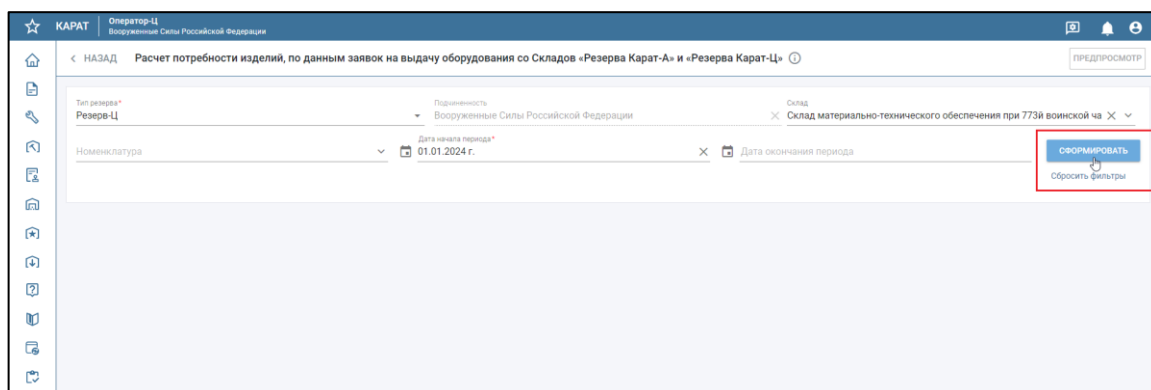 КАРАТ
Оператор-Ц
Вооруженные Силы Российской Федерации
< НАЗАД Расчет потребности изделий, по данным заявок на выдачу оборудования со Складов «Резерва Карат-А» и «Резерва Карат-Ц»
ПРЕДПРОСМОТР
Тип резерва* Подчиненность Склад
Резерв-Ц Вооруженные Силы Российской Федерации Склад материально-технического обеспечения при 773й воинской ча
Дата начала периода*
Номенклатура 01.01.2024 г. Дата окончания периода СФОРМИРОВАТЬ
Сбросить фильтры